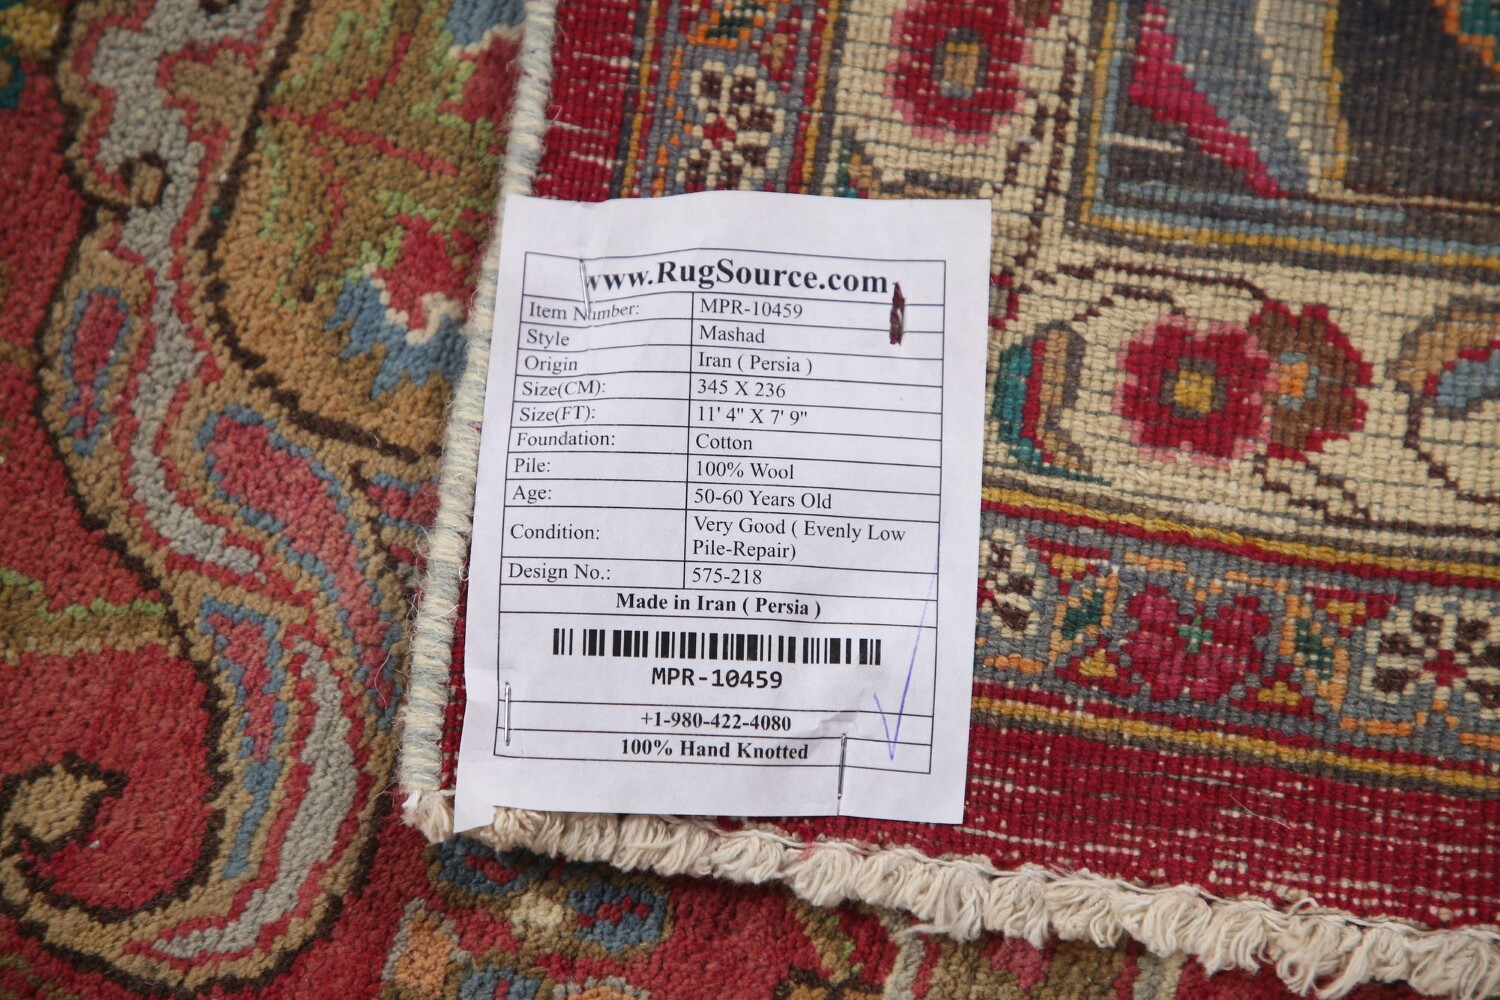 www.RugSource.com
Item Number: MPR-10459
Style Mashad
Origin Iran ( Persia )
Size(CM): 345 X 236
Size(FT): 11' 4" X 7' 9"
Foundation: Cotton
Pile: 100% Wool
Age: 50-60 Years Old
Condition: Very Good ( Evenly Low
Pile-Repair)
Design No.: 575-218
Made in Iran ( Persia )
MPR-10459
+1-980-422-4080
100% Hand Knotted